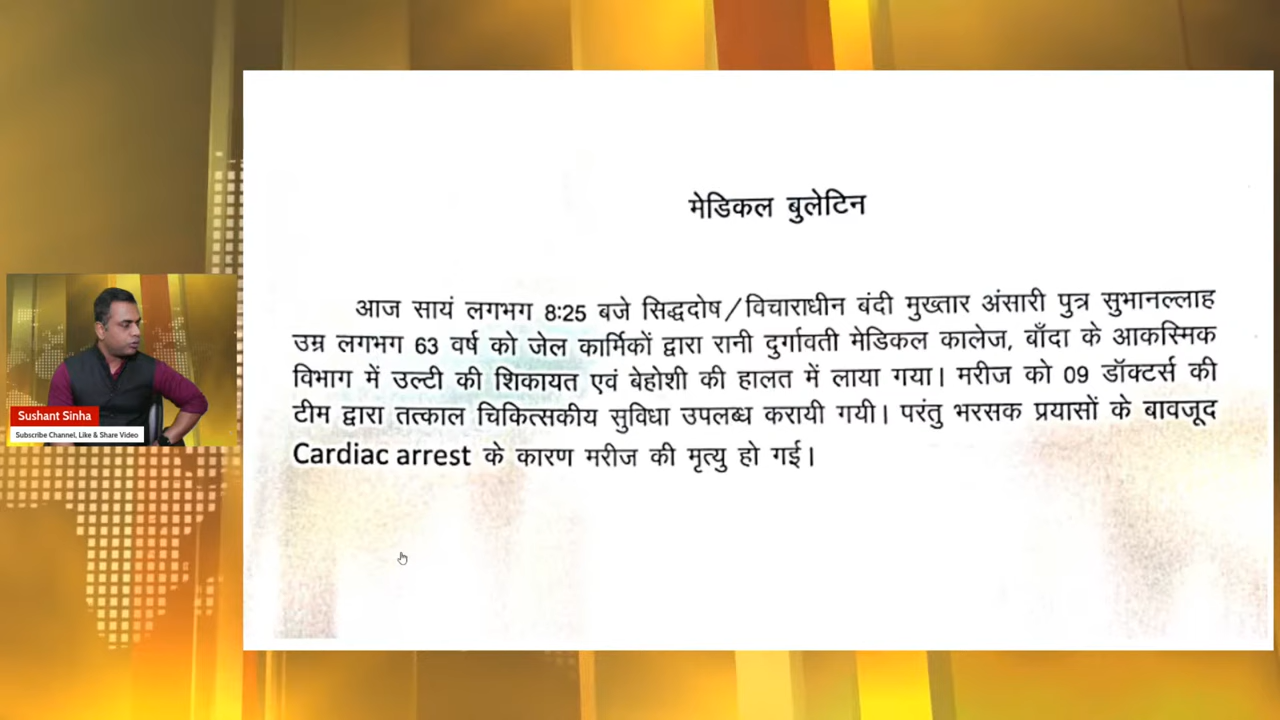 मेडिकल बुलेटिन
आज सायं लगभग 8:25 बजे सिद्धदोष/विचाराधीन बंदी मुख्तार अंसारी पुत्र सुभानल्लाह
उम्र लगभग 63 वर्ष को जेल कार्मिकों द्वारा रानी दुर्गावती मेडिकल कालेज, बाँदा के आकस्मिक
विभाग में उल्टी की शिकायत एवं बेहोशी की हालत में लाया गया। मरीज को 09 डॉक्टर्स की
टीम द्वारा तत्काल चिकित्सकीय सुविधा उपलब्ध करायी गयी। परंतु भरसक प्रयासों के बावजूद
Cardiac arrest के कारण मरीज की मृत्यु हो गई।
Sushant Sinha
Subscribe Channel, Like & Share Video